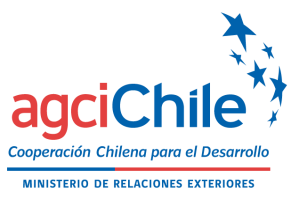 agciChile
Cooperación Chilena para el Desarrollo
MINISTERIO DE RELACIONES EXTERIORES